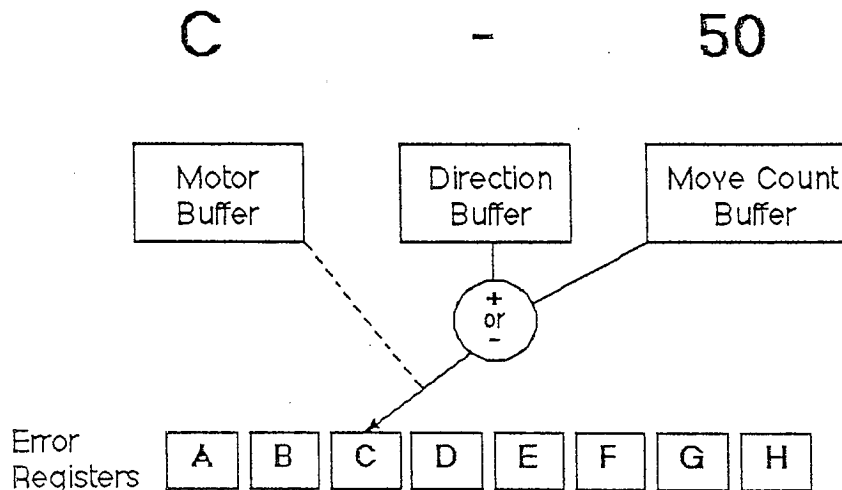 C - 50
Motor Buffer
Direction Buffer
Move Count Buffer
+ or -
Error Registers
A B C D E F G H